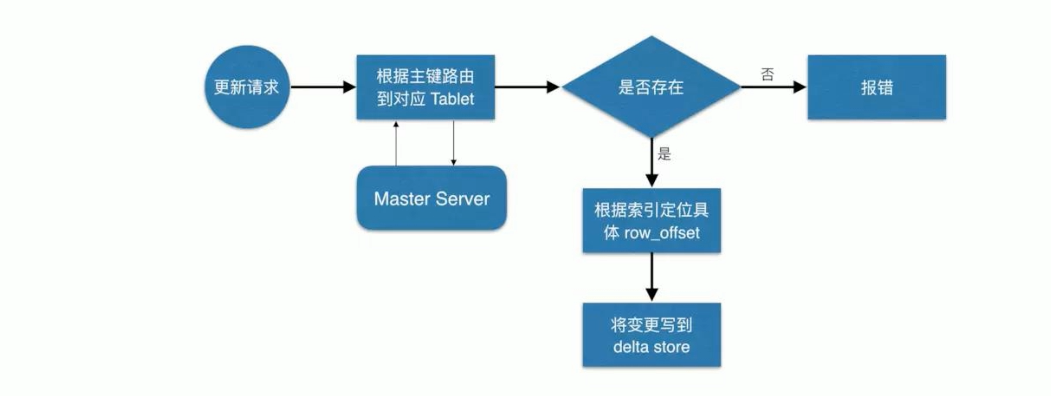 更新请求
根据主键路由
到对应 Tablet
是否存在
否
报错
是
Master Server
根据索引定位具
体 row_offset
将变更写到
delta store